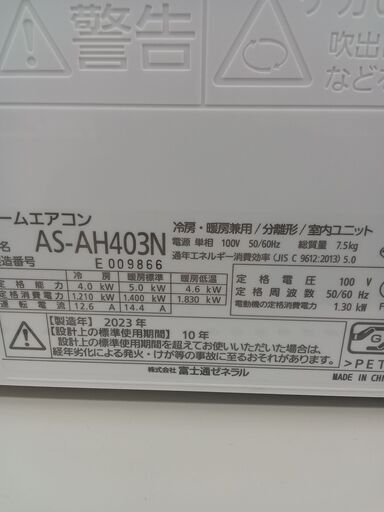 警告
吹出
などを
ームエアコン
名 AS-AH403N
冷房・暖房兼用/分離形/室内ユニット
電源 単相 100V 50/60Hz 総質量 7.5kg
通年エネルギー消費効率(JIS C 9612:2013) 5.0
製造番号 E 009866
冷 房 暖房標準 暖房低温
定格能力 4.0 kW 5.0 kW 4.6 kW
定格消費電力 1,210 W 1,400 W 1,830 W
運転電流 12.6 A 14.4 A
定格電圧 100 V
定格周波数 50/60 Hz
電動機の定格消費電力 1.30 kW
【製造年】2023 年
【設計上の標準使用期間】 10 年
設計上の標準使用期間を超えてお使いいただいた場合は、
経年劣化による発火・けが等の事故に至るおそれがあります。
株式会社 富士通ゼネラル
G
>PET
MADE IN CH